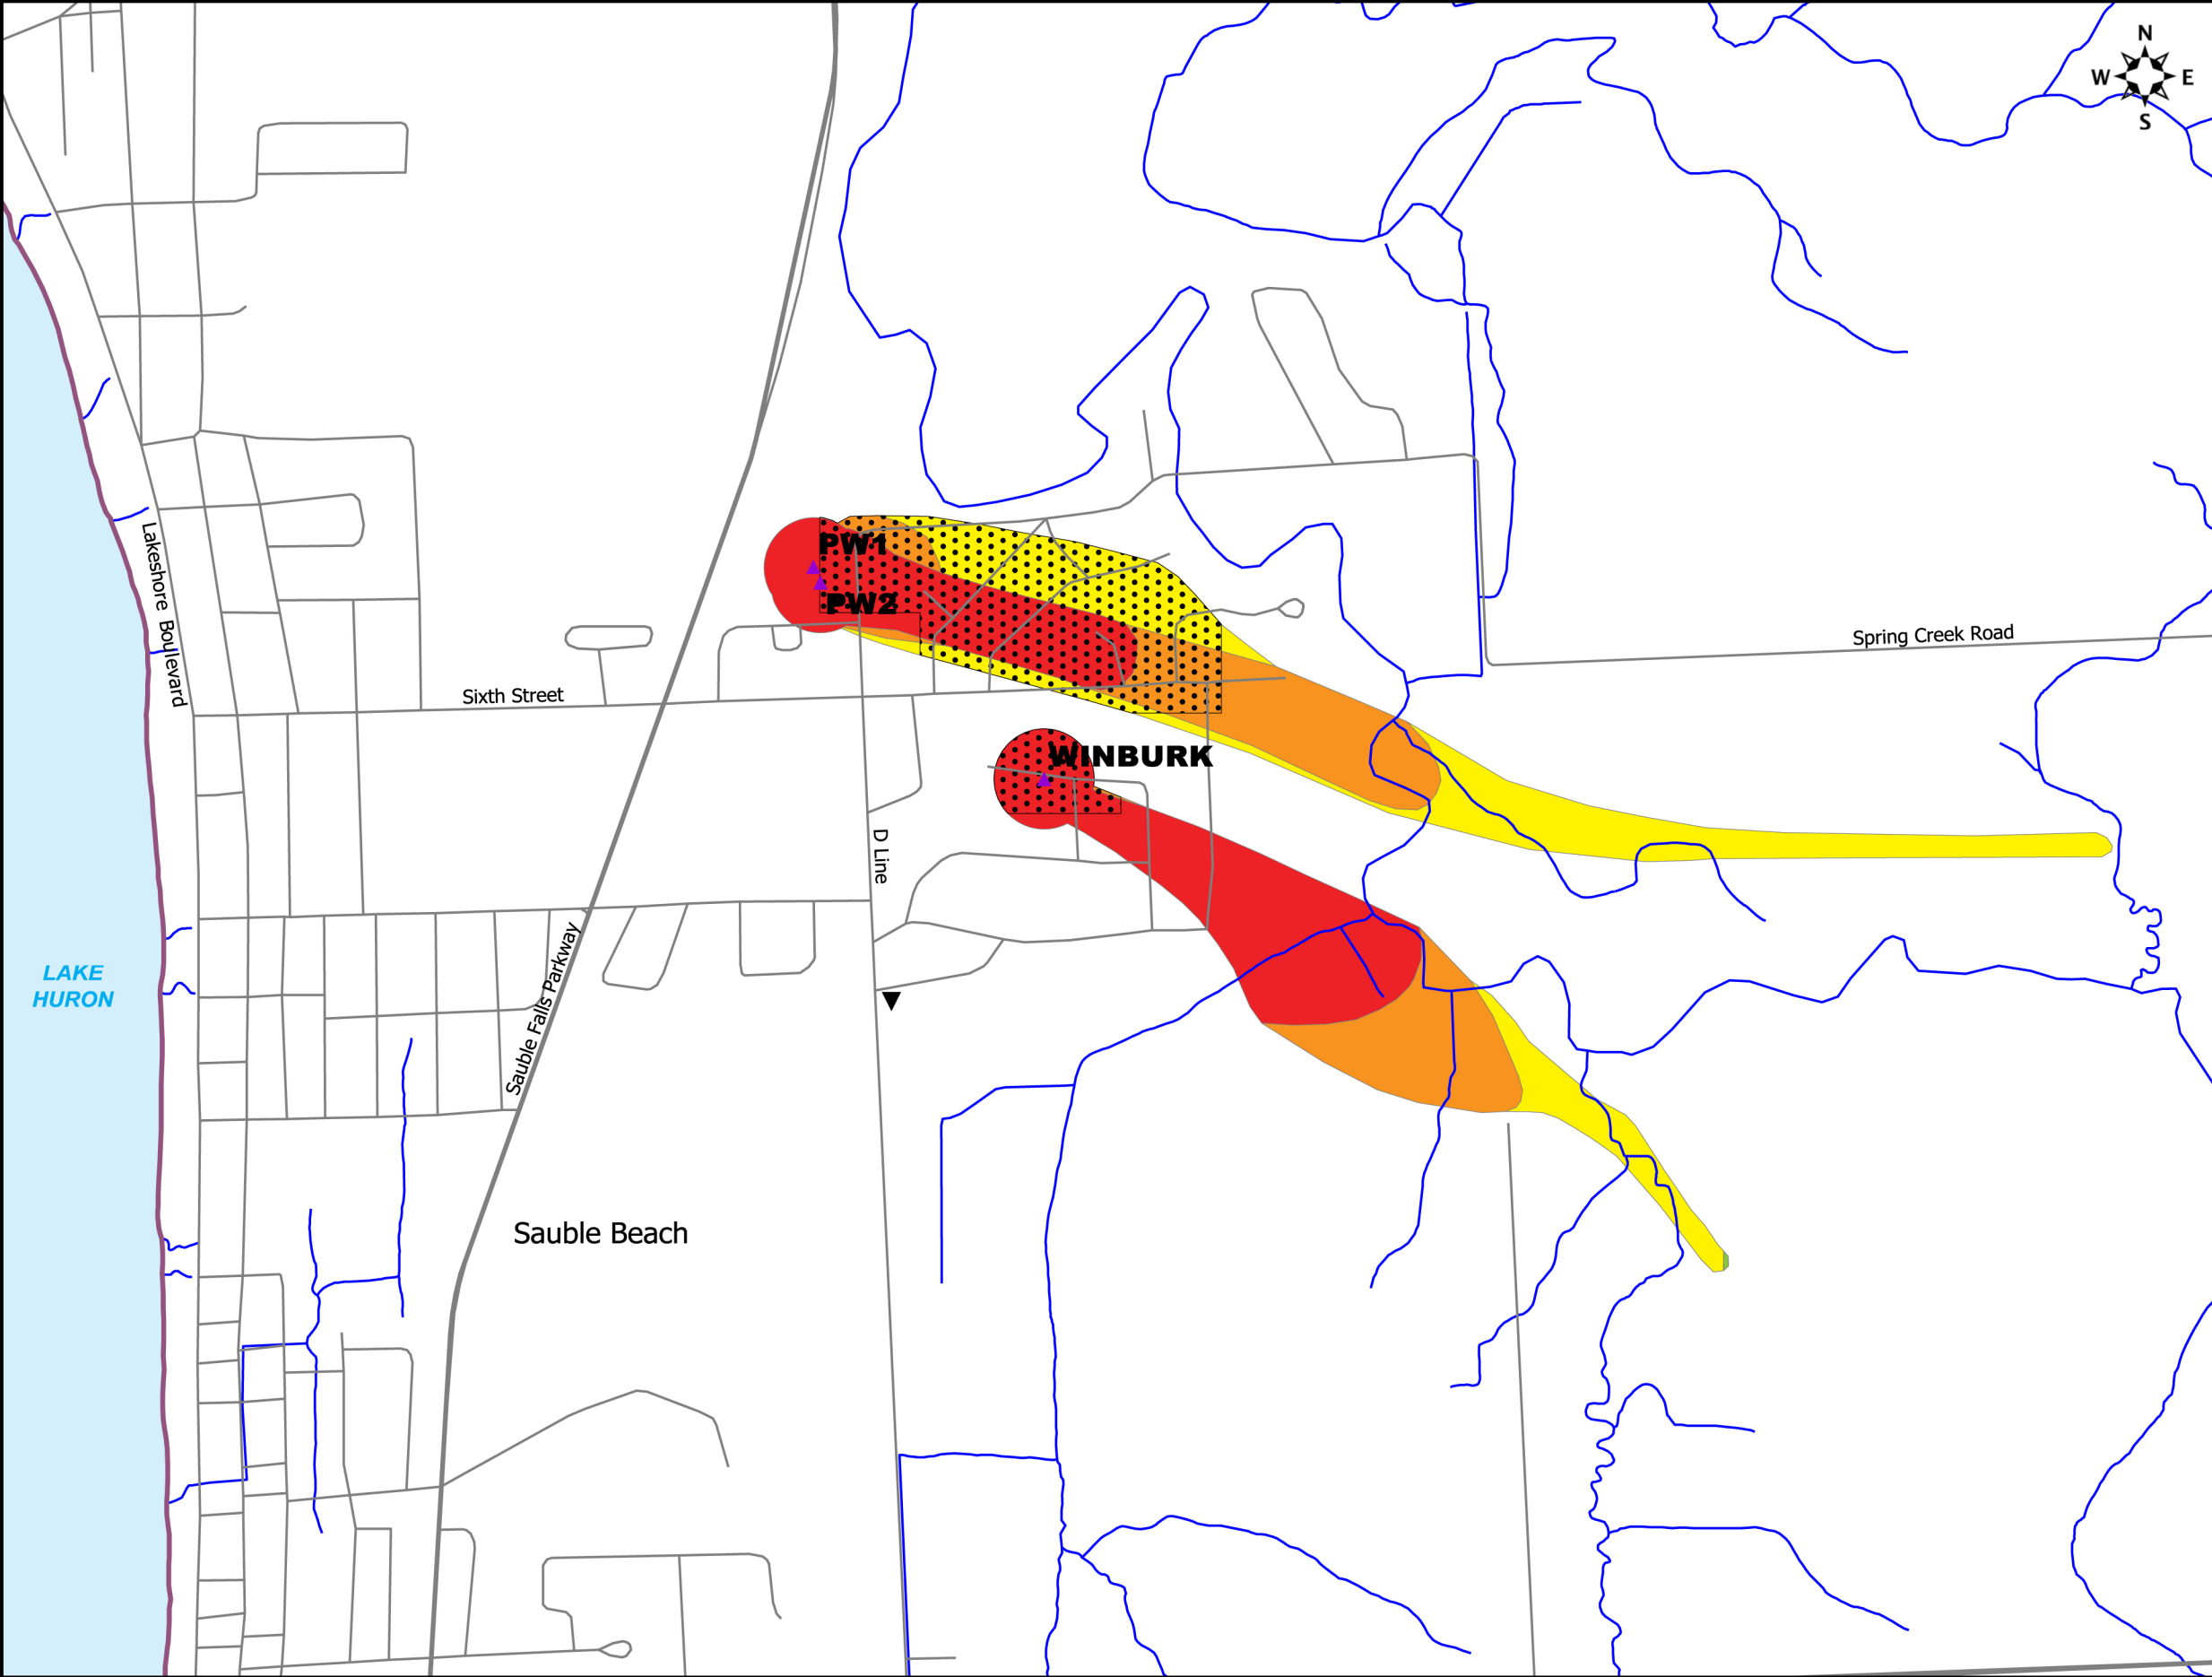 N
W E
S
PW1
PW2
Lakeshore Boulevard
Spring Creek Road
Sixth Street
WINBURK
D Line
LAKE
HURON
Sauble Falls Parkway
Sauble Beach